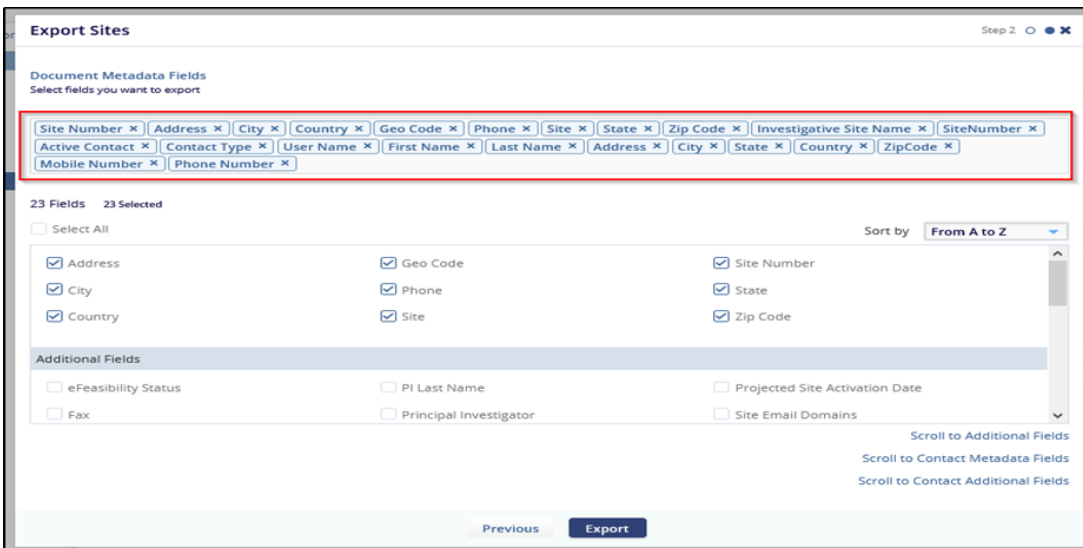 Export Sites
Step 2
Document Metadata Fields
Select fields you want to export
Site Number × Address × City × Country × Geo Code × Phone × Site × State × Zip Code × Investigative Site Name × SiteNumber ×
Active Contact × Contact Type × User Name × First Name × Last Name × Address × City × State × Country × ZipCode ×
Mobile Number × Phone Number ×
23 Fields 23 Selected
Select All Sort by From A to Z
Address Geo Code Site Number
City Phone State
Country Site Zip Code
Additional Fields
eFeasibility Status PI Last Name Projected Site Activation Date
Fax Principal Investigator Site Email Domains
Scroll to Additional Fields
Scroll to Contact Metadata Fields
Scroll to Contact Additional Fields
Previous Export